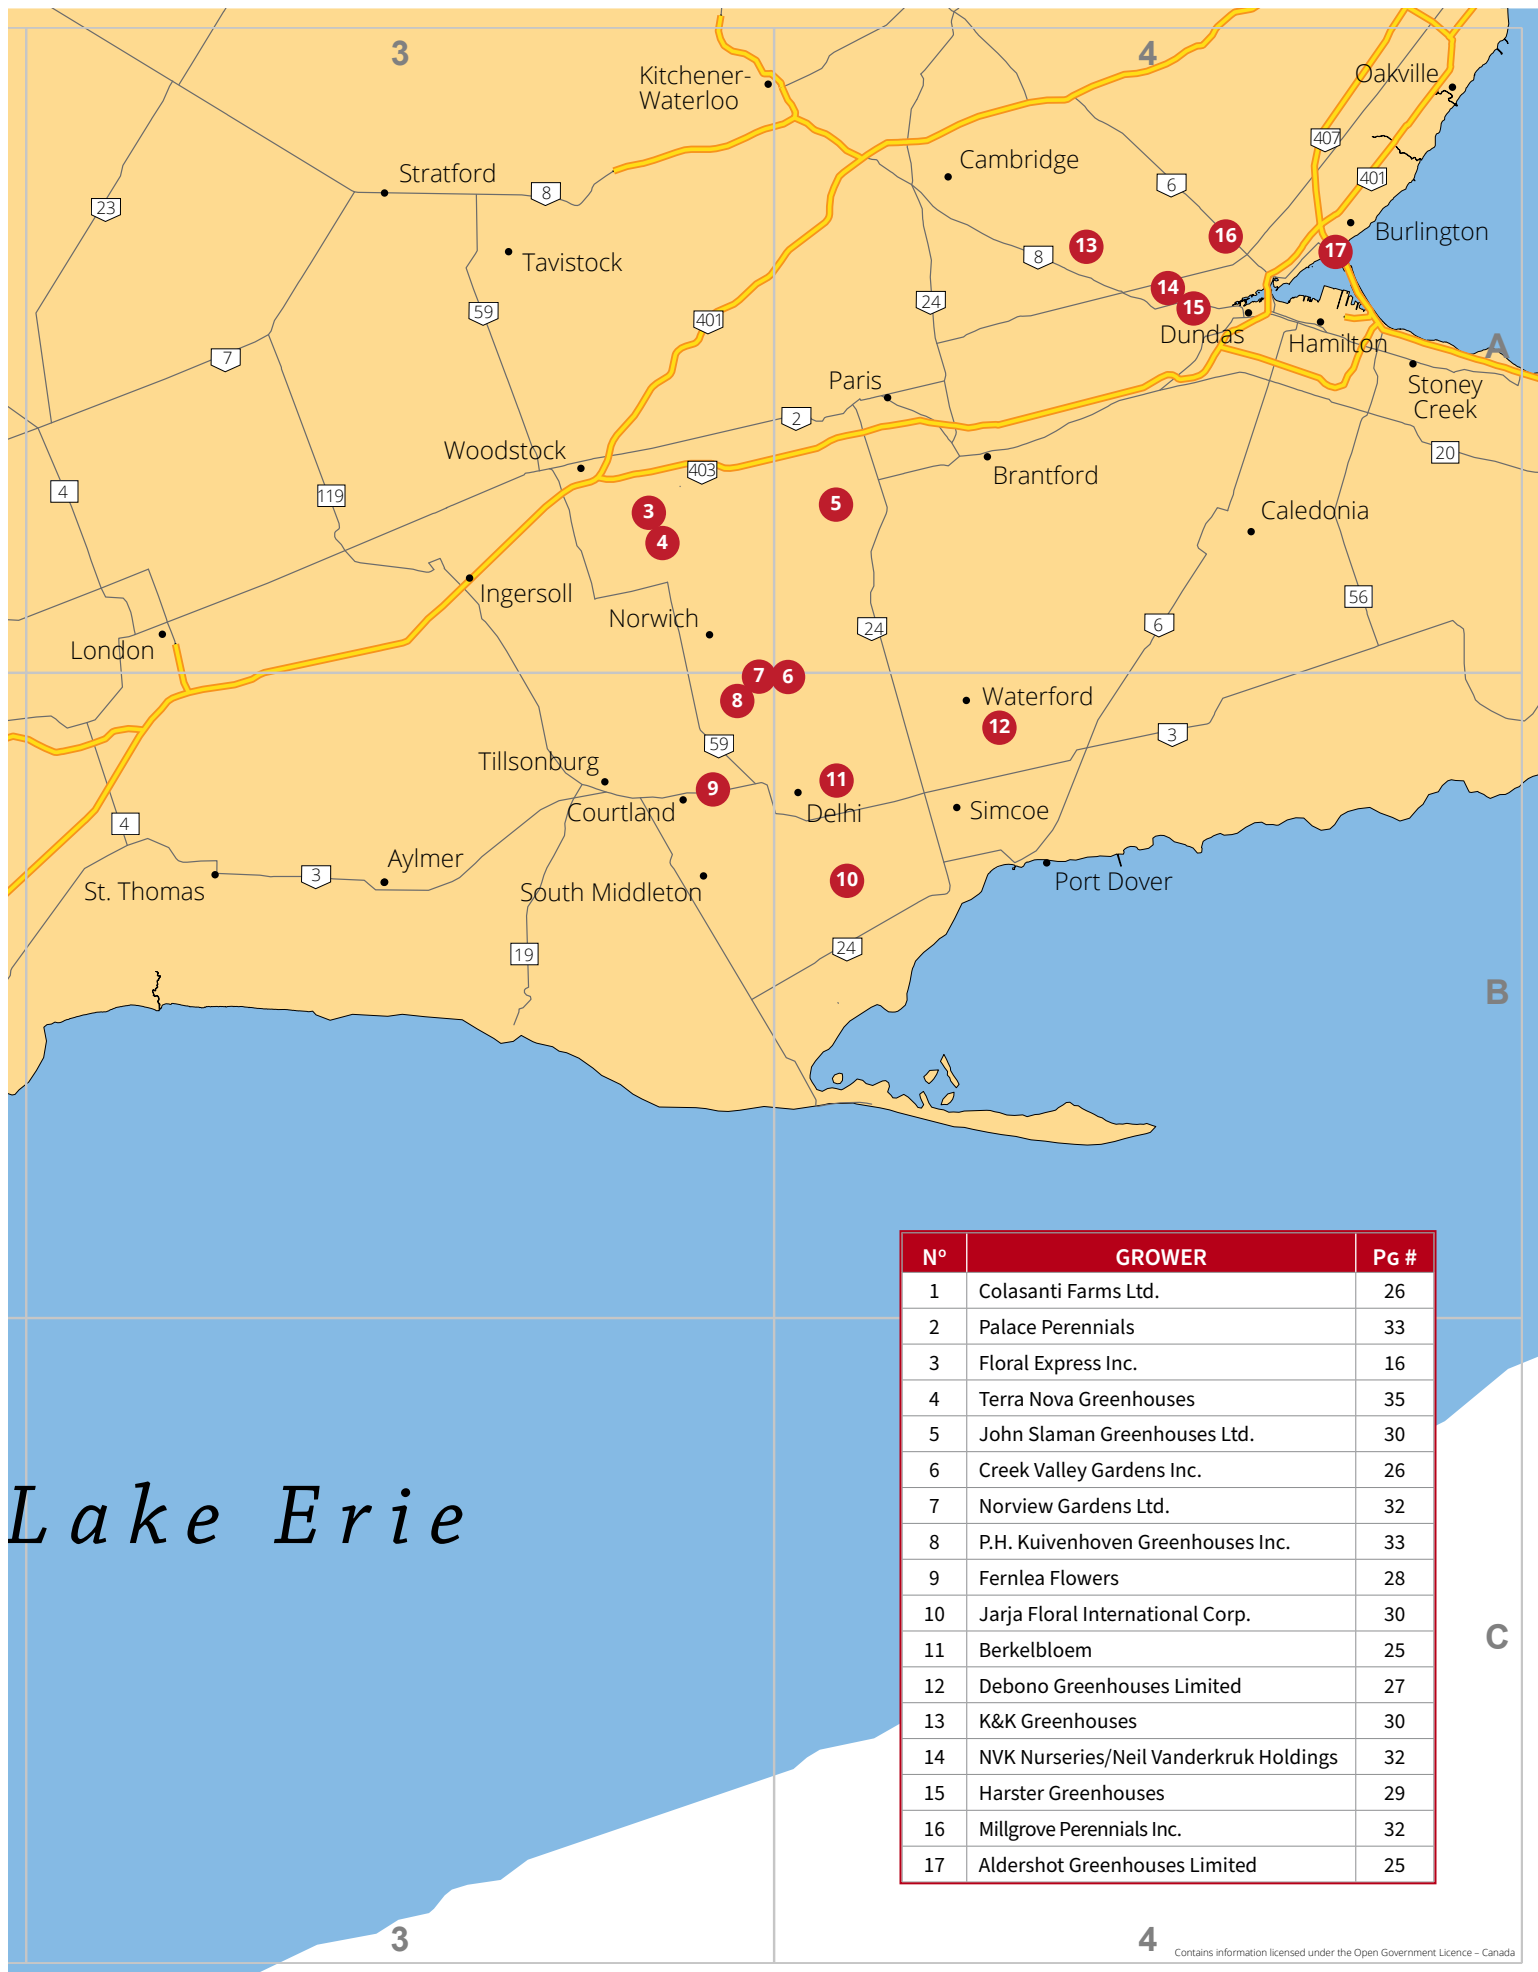 3
4
Kitchener-
Waterloo
Oakville
407
Cambridge
Stratford
8
6
401
23
Burlington
13
16
17
Tavistock
8
14
15
24
59
401
Dundas
Hamilton
A
7
Paris
Stoney
Creek
2
Woodstock
20
403
Brantford
4
119
3
5
Caledonia
4
Ingersoll
56
Norwich
24
6
London
7
6
8
Waterford
12
3
59
Tillsonburg
9
11
Courtland
Delhi
Simcoe
4
Aylmer
3
St. Thomas
South Middleton
10
Port Dover
24
19
B
Nº GROWER Pg #
1 Colasanti Farms Ltd. 26
2 Palace Perennials 33
3 Floral Express Inc. 16
4 Terra Nova Greenhouses 35
5 John Slaman Greenhouses Ltd. 30
6 Creek Valley Gardens Inc. 26
7 Norview Gardens Ltd. 32
8 P.H. Kuivenhoven Greenhouses Inc. 33
9 Fernlea Flowers 28
10 Jarja Floral International Corp. 30
11 Berkelbloem 25
12 Debono Greenhouses Limited 27
13 K&K Greenhouses 30
14 NVK Nurseries/Neil Vanderkruk Holdings 32
15 Harster Greenhouses 29
16 Millgrove Perennials Inc. 32
17 Aldershot Greenhouses Limited 25
Lake Erie
C
3
4
Contains information licensed under the Open Government Licence – Canada